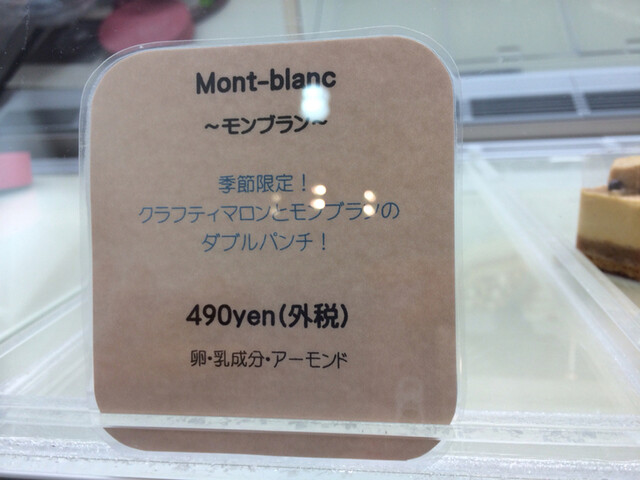 Mont-blanc
～モンブラン～
季節限定！
クラフティマロンとモンブランの
ダブルパンチ！
490yen(外税)
卵・乳成分・アーモンド